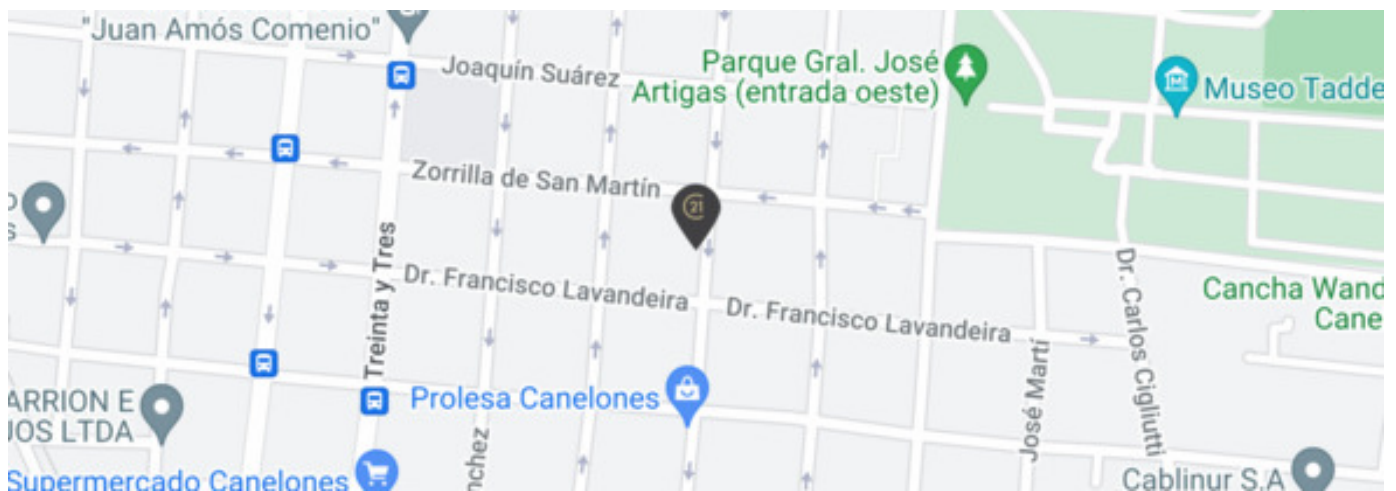 "Juan Amós Comenio"
Joaquín Suárez
Parque Gral. José
Artigas (entrada oeste)
Museo Tadde
Zorrilla de San Martín
21
Treinta y Tres
Dr. Francisco Lavandeira
Dr. Francisco Lavandeira
Dr. Carlos Cigliutti
Cancha Wand
Cane
José Martí
ARRION E
JOS LTDA
Prolesa Canelones
nchez
Supermercado Canelones
Cablinur S.A